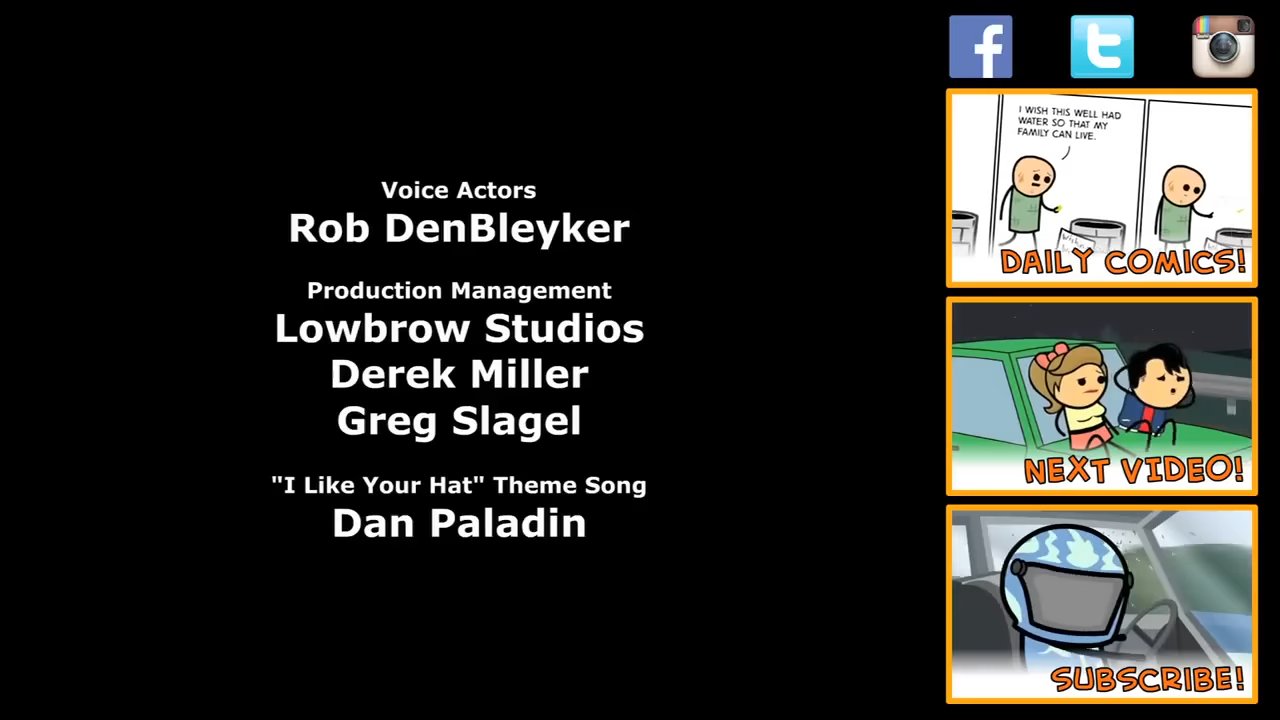 Voice Actors
Rob DenBleyker
Production Management
Lowbrow Studios
Derek Miller
Greg Slagel
"I Like Your Hat" Theme Song
Dan Paladin
I WISH THIS WELL HAD
WATER SO THAT MY
FAMILY CAN LIVE.
DAILY COMICS!
NEXT VIDEO!
SUBSCRIBE!